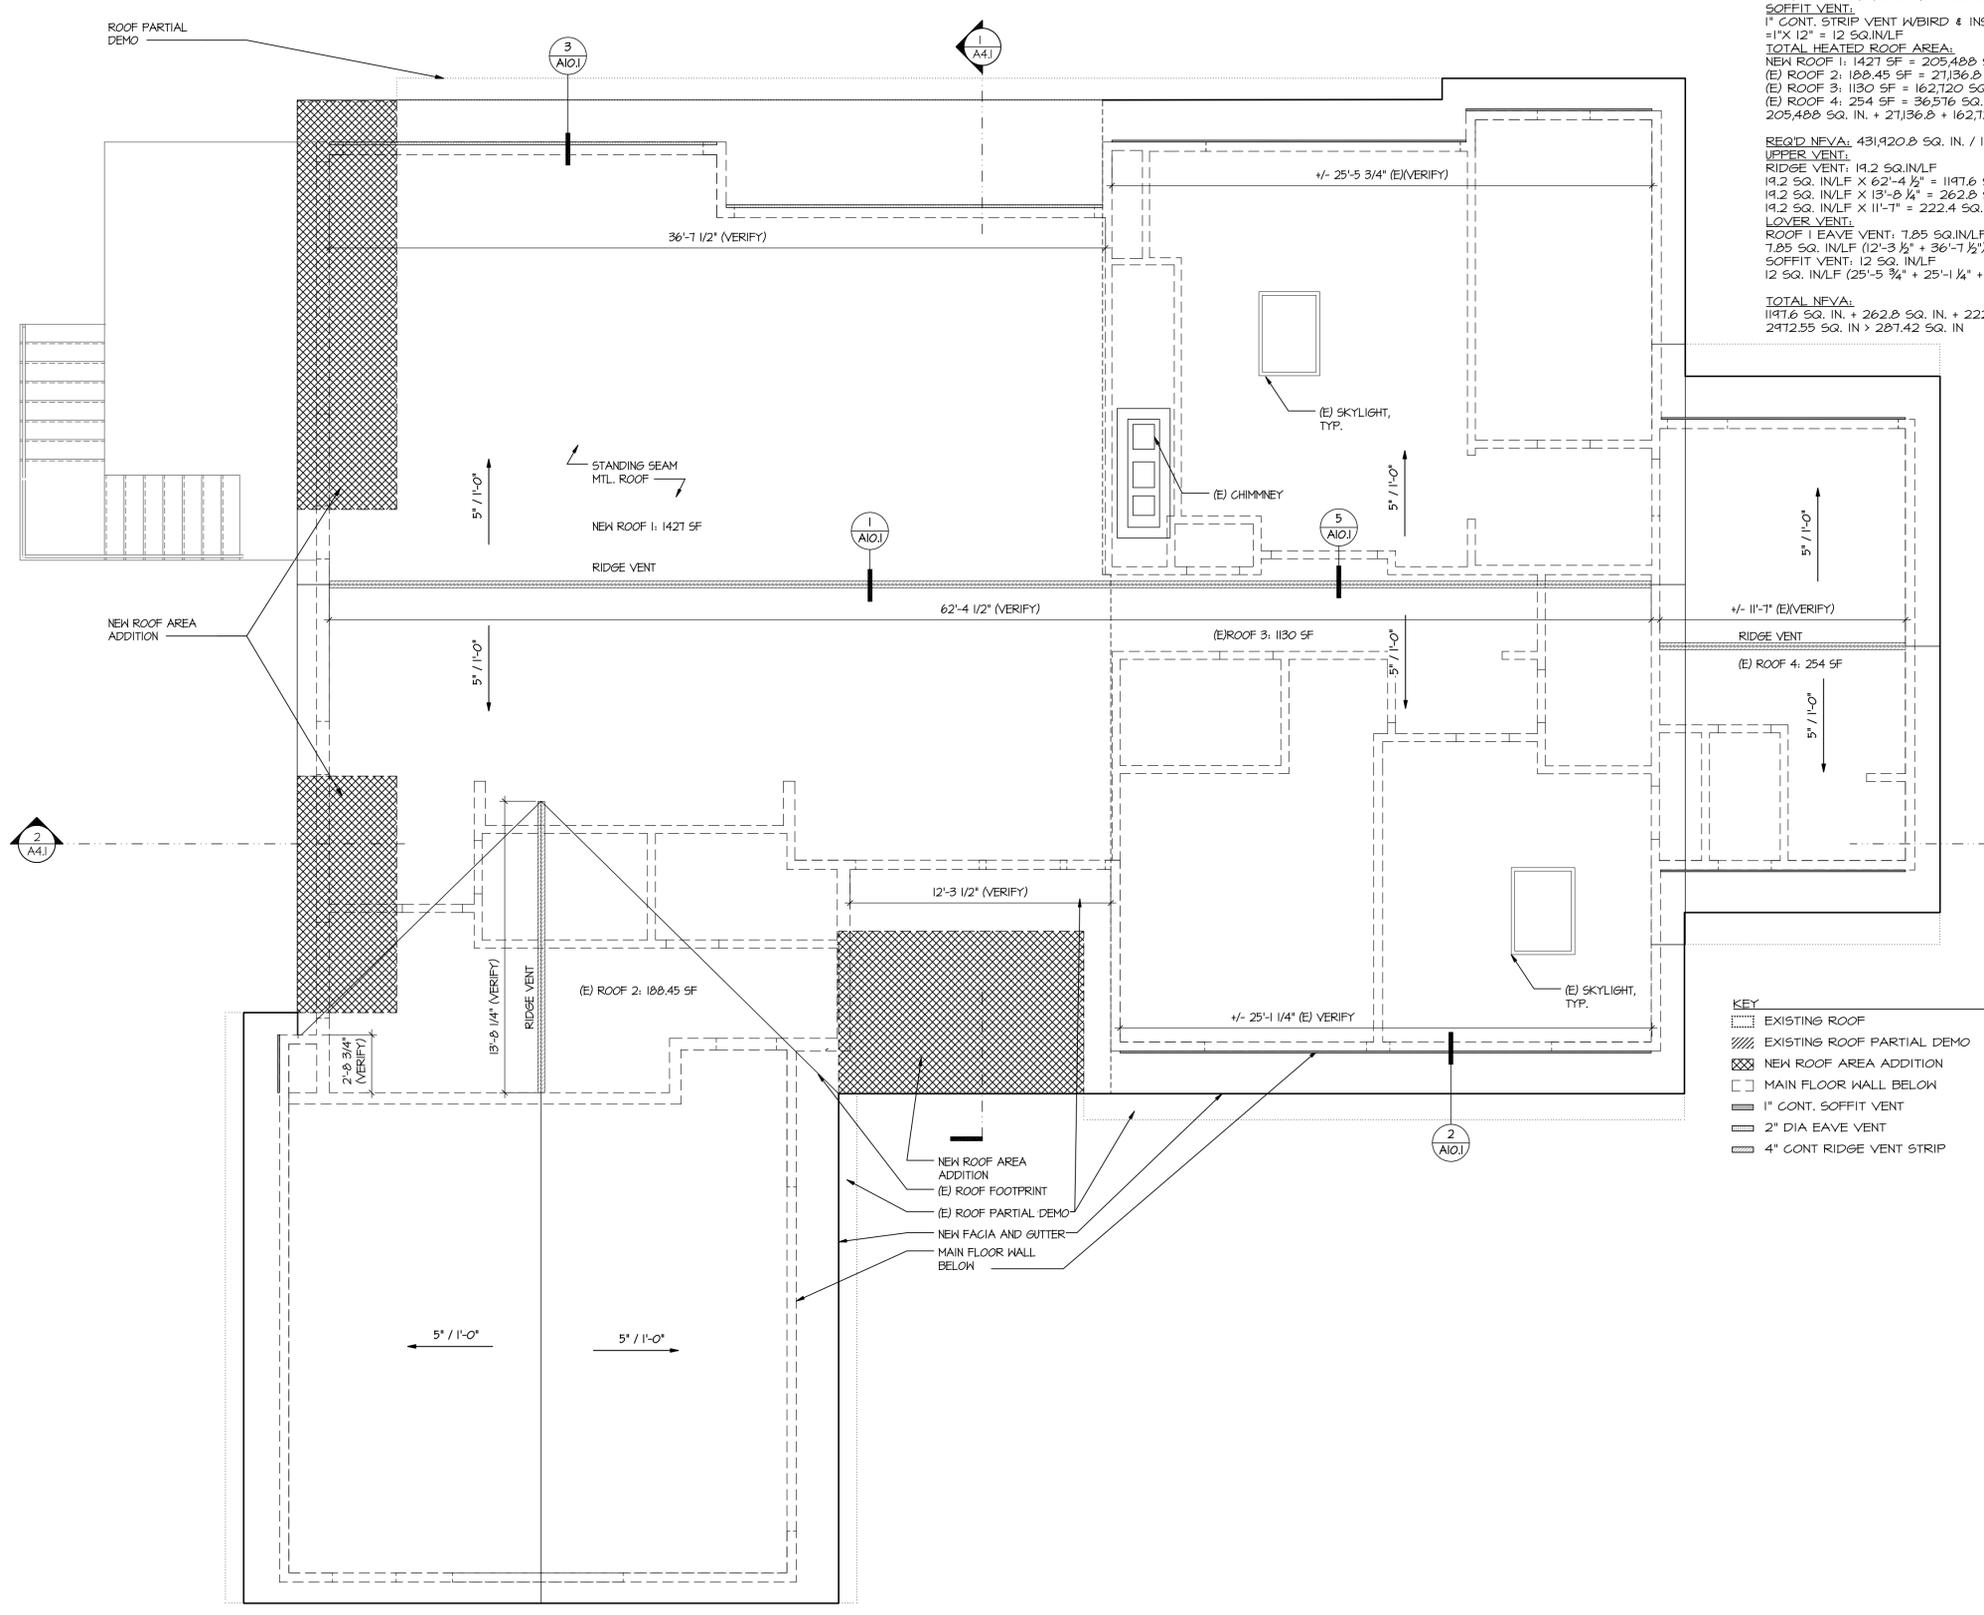 ROOF PARTIAL
DEMO
3
A10.1
1
A4.1
SOFFIT VENT:
1" CONT. STRIP VENT W/BIRD & INS
=1"X 12" = 12 SQ.IN/LF
TOTAL HEATED ROOF AREA:
NEW ROOF 1: 1427 SF = 205,488
(E) ROOF 2: 188.45 SF = 27,136.8
(E) ROOF 3: 1130 SF = 162,720 SQ
(E) ROOF 4: 254 SF = 36,576 SQ.
205,488 SQ. IN. + 27,136.8 + 162,7
REQ'D NFVA: 431,920.8 SQ. IN. / 1
UPPER VENT:
RIDGE VENT: 19.2 SQ.IN/LF
19.2 SQ. IN/LF X 62'-4 ½" = 1197.6
19.2 SQ. IN/LF X 13'-8 ¼" = 262.8
19.2 SQ. IN/LF X 11'-7" = 222.4 SQ.
LOVER VENT:
ROOF 1 EAVE VENT: 7.85 SQ.IN/LF
7.85 SQ. IN/LF (12'-3 ½" + 36'-7 ½")
SOFFIT VENT: 12 SQ. IN/LF
12 SQ. IN/LF (25'-5 ¾" + 25'-1 ¼" +
TOTAL NFVA:
1197.6 SQ. IN. + 262.8 SQ. IN. + 222
2972.55 SQ. IN > 287.42 SQ. IN
+/- 25'-5 3/4" (E)(VERIFY)
36'-7 1/2" (VERIFY)
(E) SKYLIGHT,
TYP.
STANDING SEAM
MTL. ROOF
5" / 1'-0"
5" / 1'-0"
5" / 1'-0"
(E) CHIMMNEY
NEW ROOF 1: 1427 SF
1
A10.1
5
A10.1
RIDGE VENT
62'-4 1/2" (VERIFY)
+/- 11'-7" (E)(VERIFY)
NEW ROOF AREA
ADDITION
(E)ROOF 3: 1130 SF
RIDGE VENT
5" / 1'-0"
5" / 1'-0"
(E) ROOF 4: 254 SF
5" / 1'-0"
2
A4.1
12'-3 1/2" (VERIFY)
13'-8 1/4" (VERIFY)
RIDGE VENT
(E) ROOF 2: 188.45 SF
(E) SKYLIGHT,
TYP.
+/- 25'-1 1/4" (E) VERIFY
2'-8 3/4"
(VERIFY)
KEY
EXISTING ROOF
EXISTING ROOF PARTIAL DEMO
NEW ROOF AREA ADDITION
MAIN FLOOR WALL BELOW
1" CONT. SOFFIT VENT
2" DIA EAVE VENT
4" CONT RIDGE VENT STRIP
2
A10.1
NEW ROOF AREA
ADDITION
(E) ROOF FOOTPRINT
(E) ROOF PARTIAL DEMO
NEW FACIA AND GUTTER
MAIN FLOOR WALL
BELOW
5" / 1'-0"
5" / 1'-0"